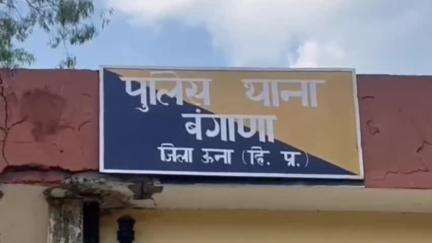 पुलिस थाना
बंगाणा
जिला ऊना (हि. प्र.)